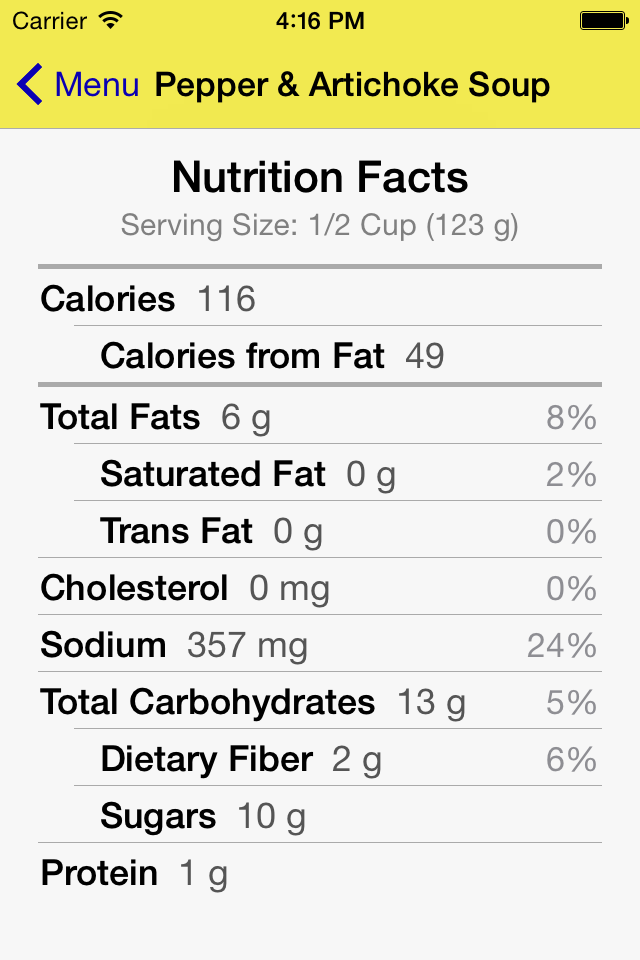 Carrier 4:16 PM
Menu Pepper & Artichoke Soup
Nutrition Facts
Serving Size: 1/2 Cup (123 g)
Calories 116
Calories from Fat 49
Total Fats 6 g 8%
Saturated Fat 0 g 2%
Trans Fat 0 g 0%
Cholesterol 0 mg 0%
Sodium 357 mg 24%
Total Carbohydrates 13 g 5%
Dietary Fiber 2 g 6%
Sugars 10 g
Protein 1 g